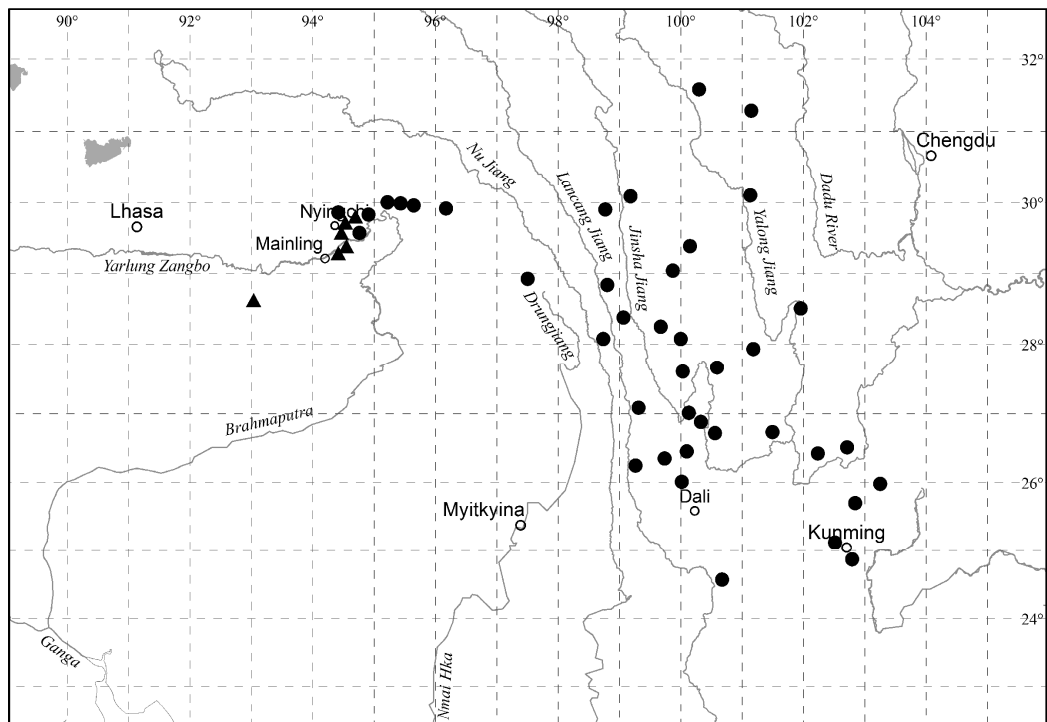 90° 92° 94° 96° 98° 100° 102° 104°
32°
Chengdu
Nu Jiang
Lancang Jiang
Dadu River
30°
Lhasa
Nyingchi
Jinsha Jiang
Yalong Jiang
Mainling
Yarlung Zangbo
Drungjiang
28°
Brahmaputra
26°
Dali
Myitkyina
Kunming
24°
Ganga
Nmai Hka